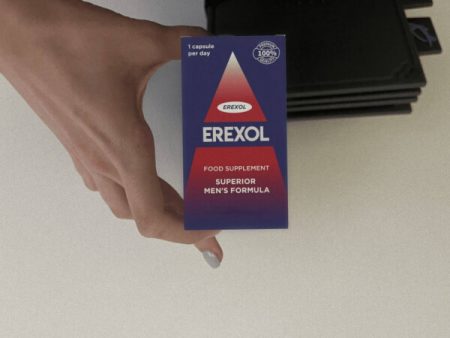 1 capsule
per day
100%
EREXOL
EREXOL
FOOD SUPPLEMENT
SUPERIOR
MEN'S FORMULA